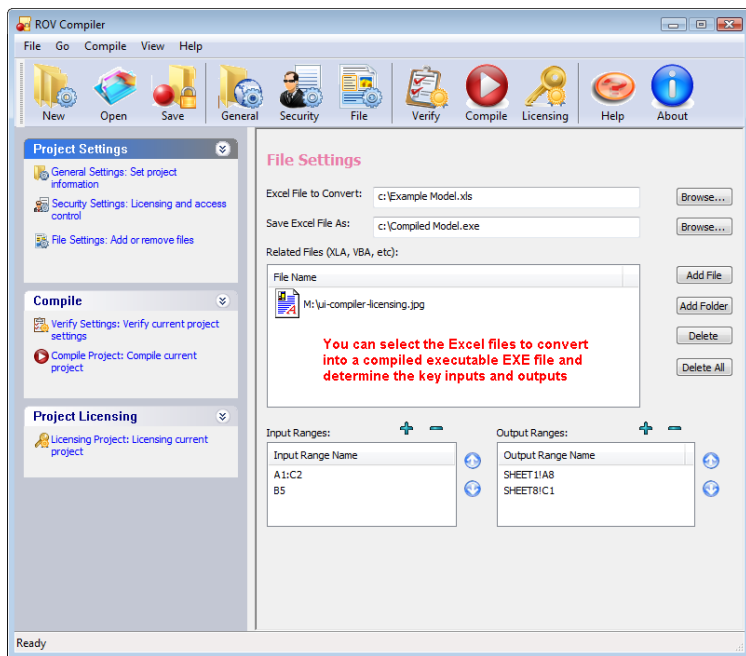 ROV Compiler
File Go Compile View Help
New Open Save General Security File Verify Compile Licensing Help About
Project Settings
General Settings: Set project
information
Security Settings: Licensing and access
control
File Settings: Add or remove files
Compile
Verify Settings: Verify current project
settings
Compile Project: Compile current
project
Project Licensing
Licensing Project: Licensing current
project
File Settings
Excel File to Convert: c:\Example Model.xls Browse...
Save Excel File As: c:\Compiled Model.exe Browse...
Related Files (XLA, VBA, etc):
File Name
M:\ui-compiler-licensing.jpg
You can select the Excel files to convert
into a compiled executable EXE file and
determine the key inputs and outputs
Add File
Add Folder
Delete
Delete All
Input Ranges:
Input Range Name
A1:C2
B5
Output Ranges:
Output Range Name
SHEET1!A8
SHEET8!C1
Ready